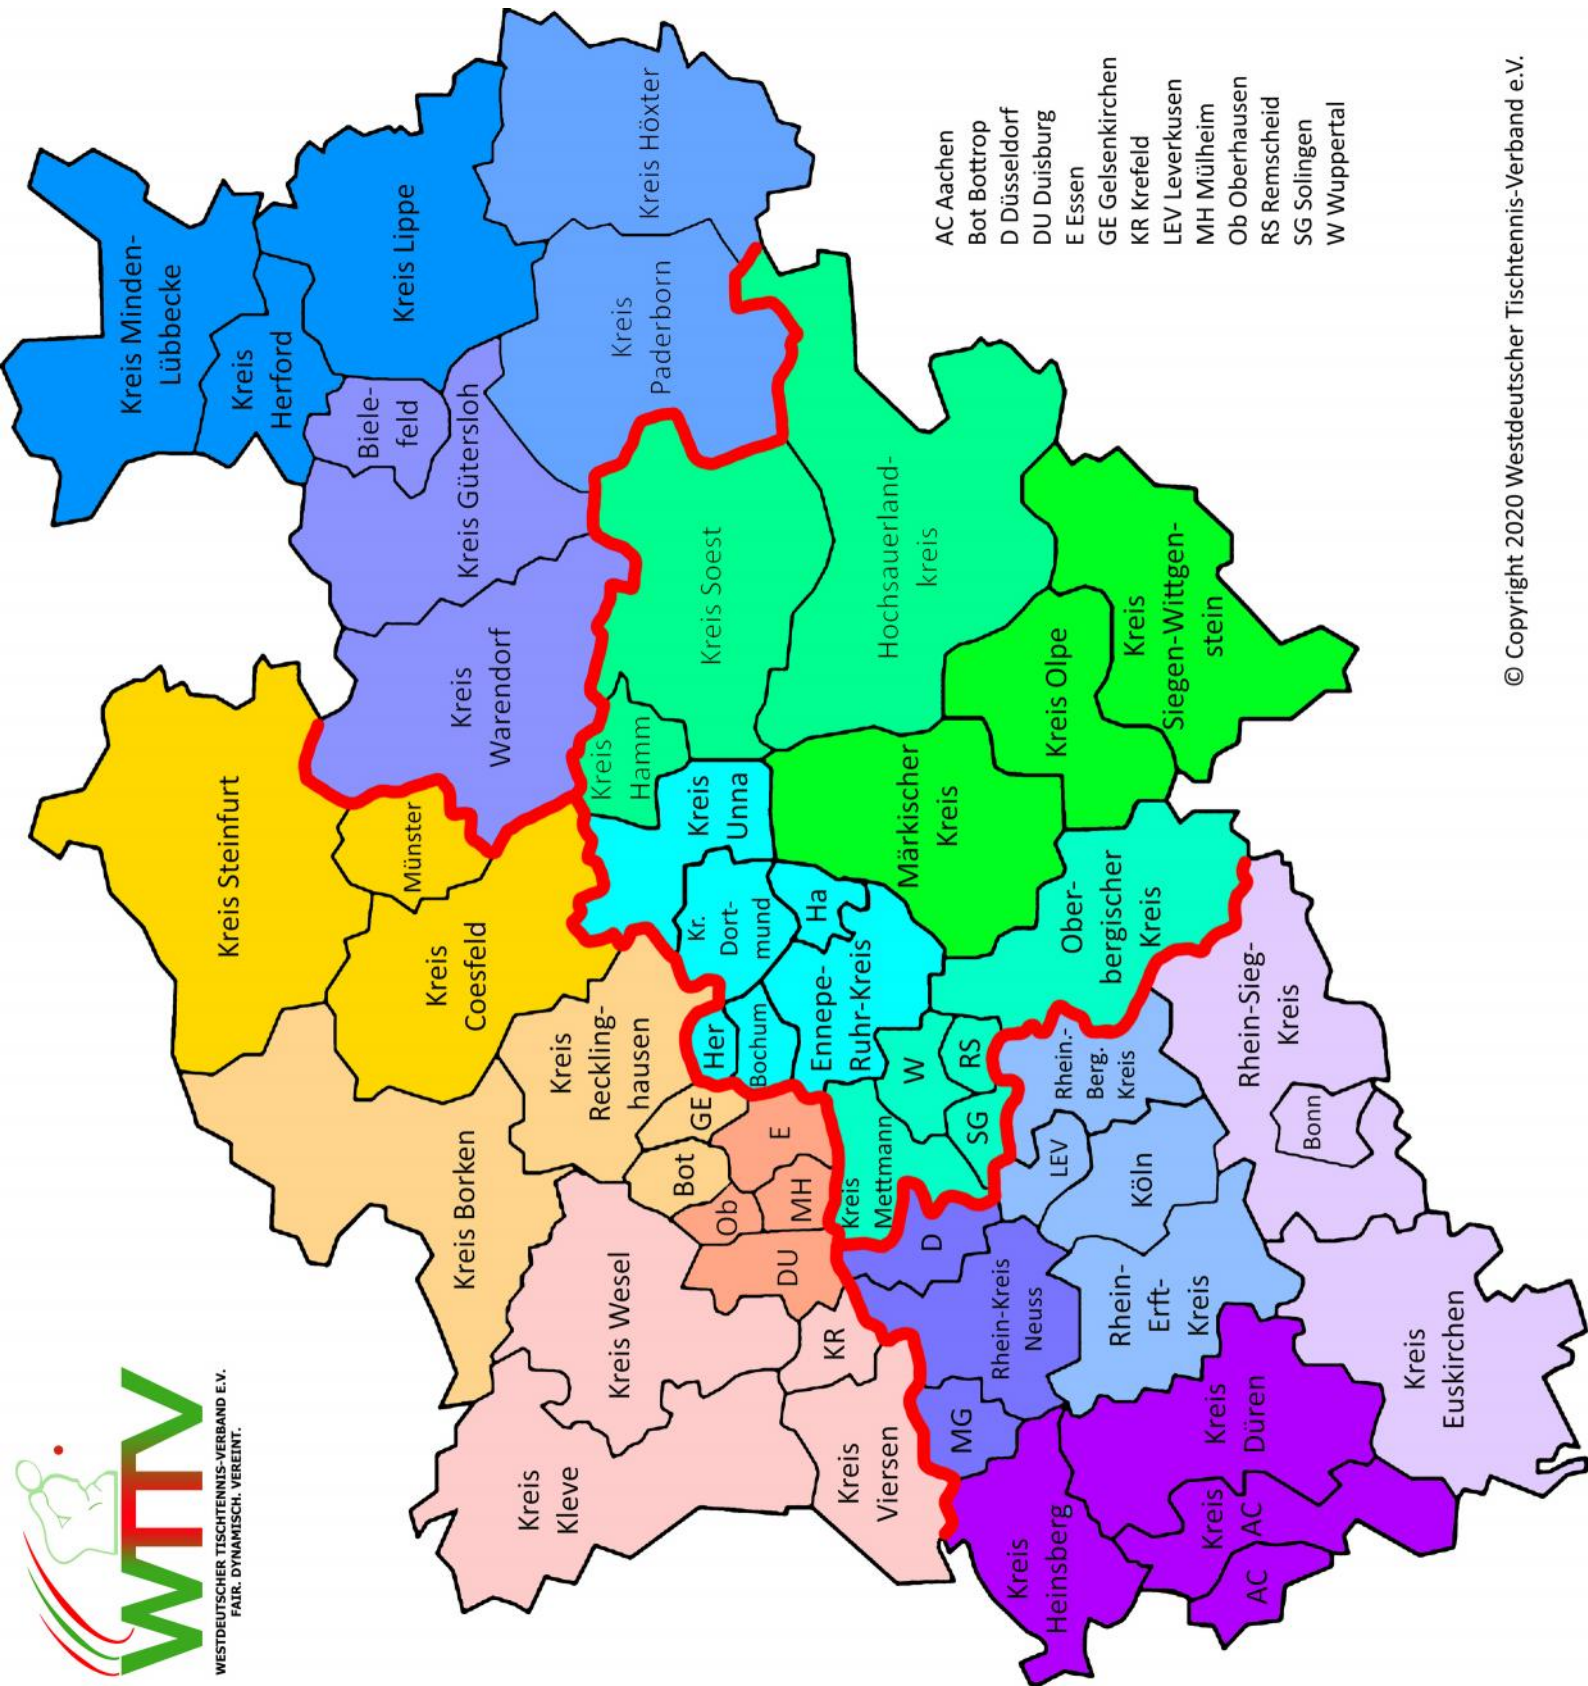 WTTV
WESTDEUTSCHER TISCHTENNIS-VERBAND E.V.
FAIR. DYNAMISCH. VEREINT.
Kreis Minden-
Lübbecke
Kreis
Herford
Kreis Lippe
Kreis Höxter
Biele-
feld
Kreis Gütersloh
Kreis
Paderborn
Kreis
Warendorf
Kreis Steinfurt
Münster
Kreis
Coesfeld
Kreis Borken
Kreis
Reckling-
hausen
GE
Bot
Kreis
Kleve
Kreis Wesel
Ob
E
MH
DU
KR
Kreis
Viersen
Kreis
Hamm
Kreis Soest
Hochsauerland-
kreis
Kreis
Unna
Kr.
Dort-
mund
Her
Bochum
Ha
Ennepe-
Ruhr-Kreis
Märkischer
Kreis
Kreis Olpe
Kreis
Siegen-Wittgen-
stein
Ober-
bergischer
Kreis
Kreis
Mettmann
W
RS
SG
D
Rhein-Kreis
Neuss
MG
Rhein.-
Berg.
Kreis
LEV
Köln
Rhein-
Erft-
Kreis
Rhein-Sieg-
Kreis
Bonn
Kreis
Euskirchen
Kreis
Düren
Kreis
AC
AC
Kreis
Heinsberg
AC Aachen
Bot Bottrop
D Düsseldorf
DU Duisburg
E Essen
GE Gelsenkirchen
KR Krefeld
LEV Leverkusen
MH Mülheim
Ob Oberhausen
RS Remscheid
SG Solingen
W Wuppertal
© Copyright 2020 Westdeutscher Tischtennis-Verband e.V.